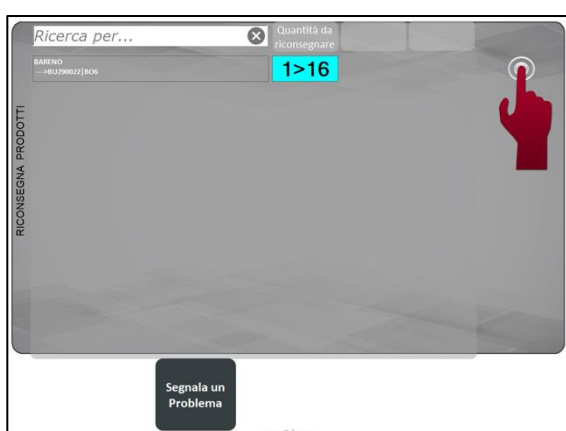 Ricerca per...
Quantità da
riconsegnare
BARENO
--->BU290022|BO6
1>16
RICONSEGNA PRODOTTI
Segnala un
Problema